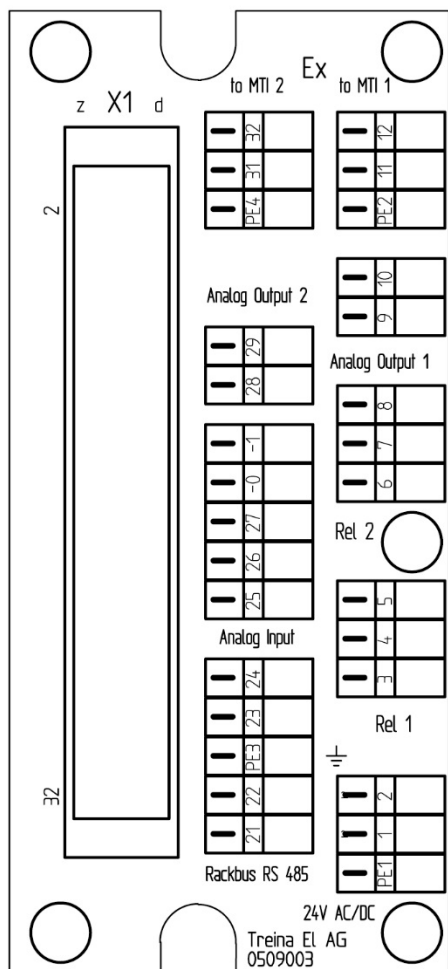 Ex
to MTI 2
to MTI 1
z X1 d
2
32
32
31
PE4
12
11
PE2
Analog Output 2
10
9
29
28
Analog Output 1
-1
-0
27
26
25
8
7
6
Rel 2
Analog Input
5
4
3
24
23
PE3
22
21
Rel 1
2
1
PE1
Rackbus RS 485
24V AC/DC
Treina El AG
0509003